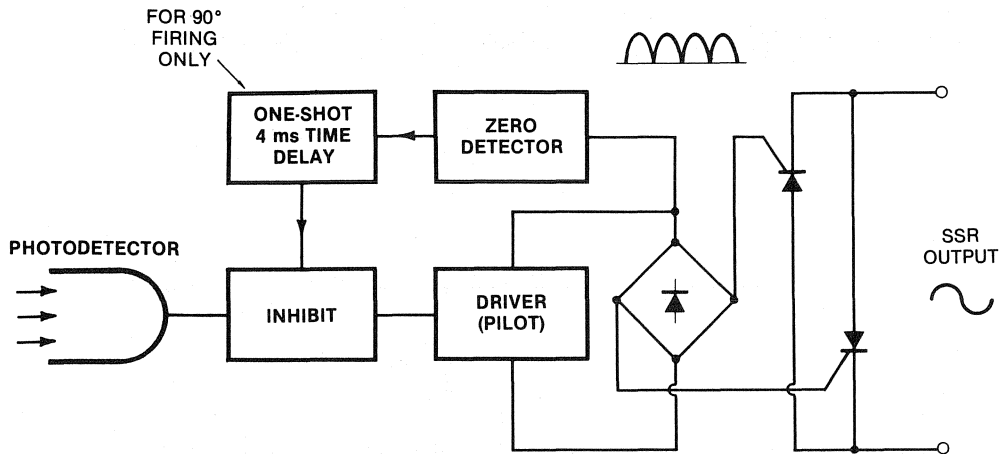 FOR 90°
FIRING
ONLY
ONE-SHOT
4 ms TIME
DELAY
ZERO
DETECTOR
PHOTODETECTOR
INHIBIT
DRIVER
(PILOT)
SSR
OUTPUT